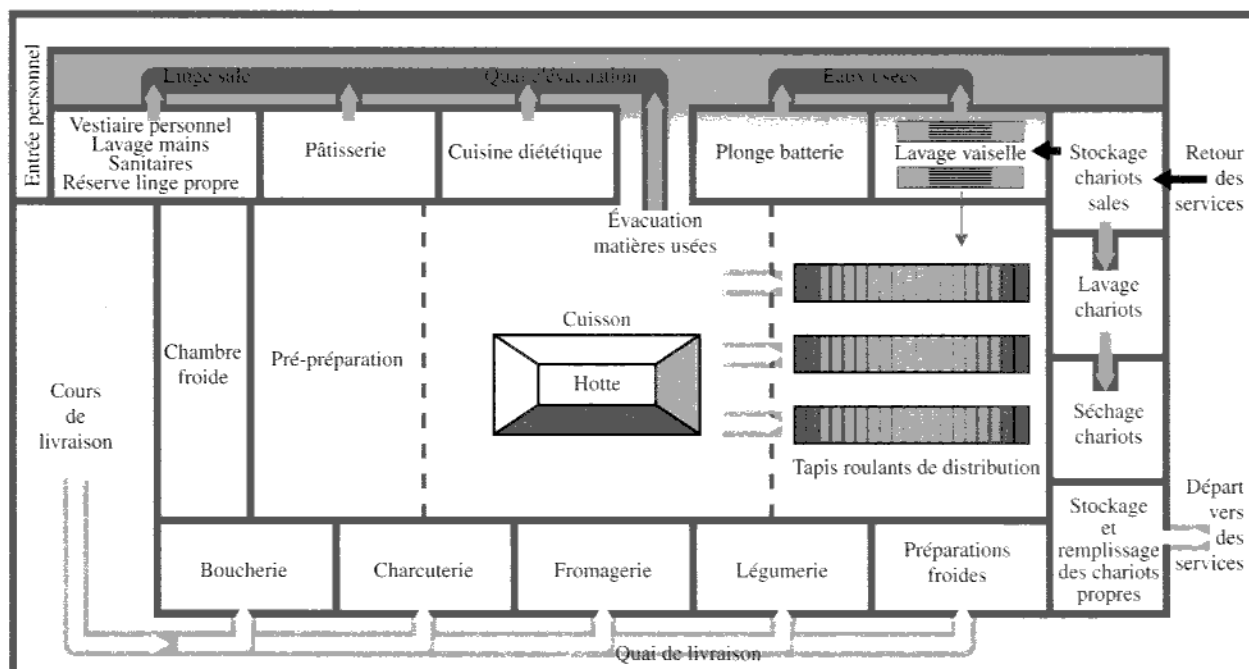 Entrée personnel
Linge sale
Quai d'évacuation
Eaux usées
Vestiaire personnel
Lavage mains
Sanitaires
Réserve linge propre
Pâtisserie
Cuisine diététique
Plonge batterie
Lavage vaiselle
Stockage
chariots
sales
Retour
des
services
Évacuation
matières usées
Lavage
chariots
Cuisson
Hotte
Chambre
froide
Pré-préparation
Cours
de
livraison
Séchage
chariots
Tapis roulants de distribution
Départ
vers
des
services
Stockage
et
remplissage
des chariots
propres
Boucherie
Charcuterie
Fromagerie
Légumerie
Préparations
froides
Quai de livraison